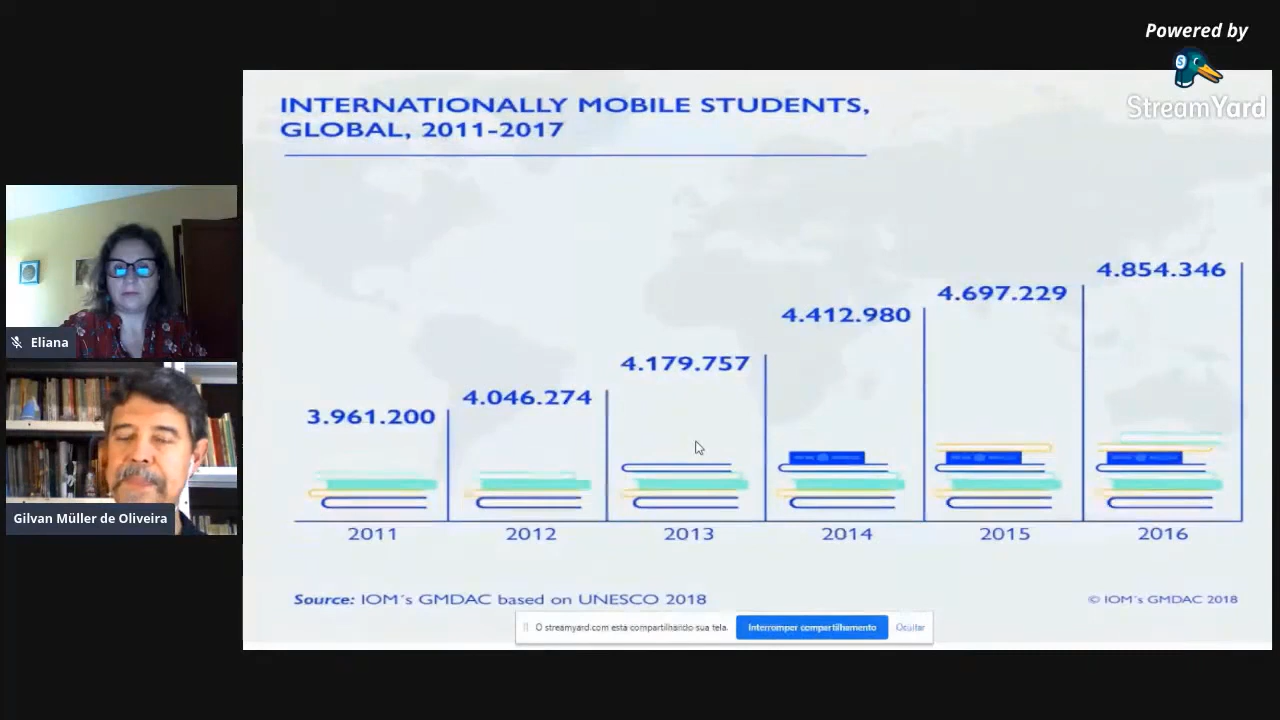 Powered by
StreamYard
INTERNATIONALLY MOBILE STUDENTS,
GLOBAL, 2011-2017
3.961.200
4.046.274
4.179.757
4.412.980
4.697.229
4.854.346
2011
2012
2013
2014
2015
2016
Source: IOM´s GMDAC based on UNESCO 2018
© IOM´s GMDAC 2018
O streamyard.com está compartilhando sua tela.
Interromper compartilhamento
Ocultar
Eliana
Gilvan Müller de Oliveira